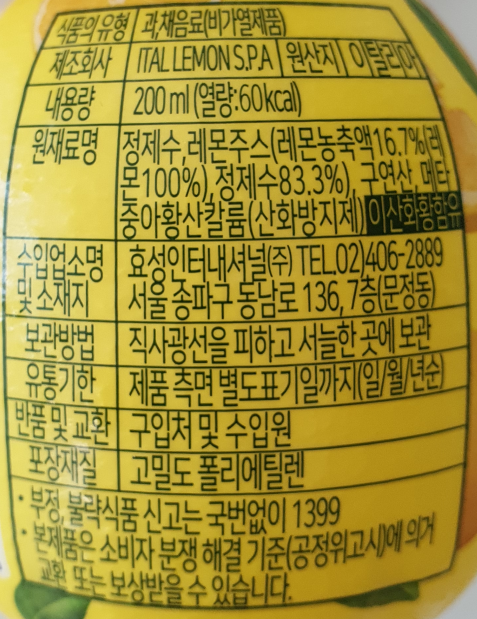 식품의 유형 과.채음료(비가열제품)
제조회사 ITAL LEMON S.P.A 원산지 이탈리아
내용량 200 ml (열량:60kcal)
원재료명 정제수,레몬주스(레몬농축액16.7%(레
몬100%),정제수83.3%), 구연산, 메타
중아황산칼륨(산화방지제) 이산화황함유
수입업소명 효성인터내셔널(주) TEL.02)406-2889
및 소재지 서울 송파구 동남로 136, 7층(문정동)
보관방법 직사광선을 피하고 서늘한 곳에 보관
유통기한 제품 측면 별도표기일까지(일/월/년순)
반품 및 교환 구입처 및 수입원
포장재질 고밀도 폴리에틸렌
· 부정,불량식품 신고는 국번없이 1399
· 본제품은 소비자 분쟁 해결 기준(공정위고시)에 의거
교환 또는 보상받을 수 있습니다.